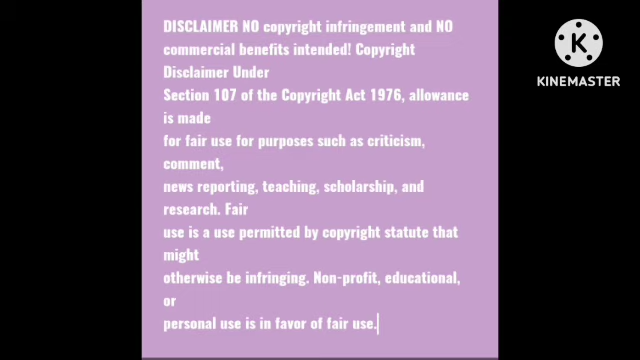 DISCLAIMER NO copyright infringement and NO
commercial benefits intended! Copyright
Disclaimer Under
Section 107 of the Copyright Act 1976, allowance
is made
for fair use for purposes such as criticism,
comment,
news reporting, teaching, scholarship, and
research. Fair
use is a use permitted by copyright statute that
might
otherwise be infringing. Non-profit, educational,
or
personal use is in favor of fair use.
K
KINEMASTER